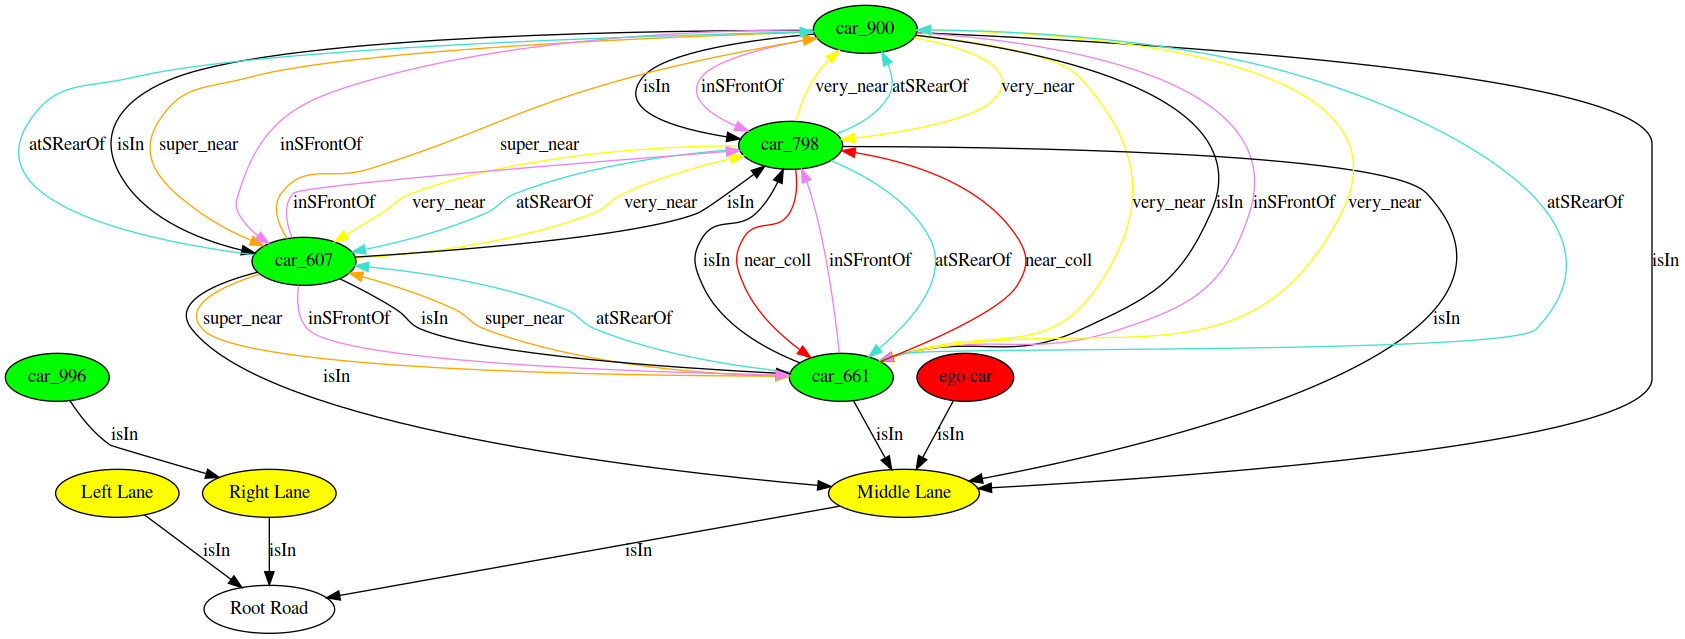 car_900
isIn
inSFrontOf
very_near
atSRearOf
very_near
atSRearOf
isIn
super_near
inSFrontOf
super_near
car_798
inSFrontOf
very_near
atSRearOf
very_near
isIn
very_near
isIn
inSFrontOf
very_near
atSRearOf
car_607
isIn
near_coll
inSFrontOf
atSRearOf
near_coll
isIn
super_near
inSFrontOf
isIn
super_near
atSRearOf
isIn
car_996
isIn
car_661
ego car
isIn
isIn
isIn
Left Lane
Right Lane
Middle Lane
isIn
isIn
isIn
Root Road